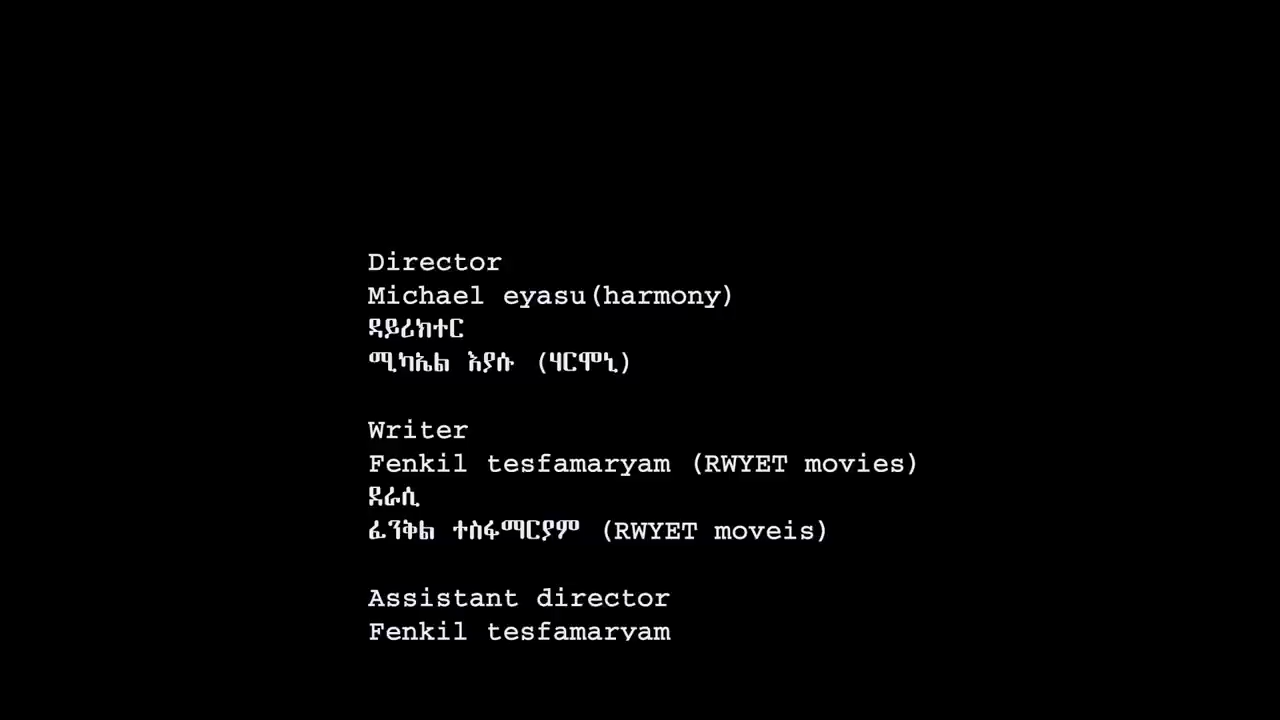 Director
Michael eyasu(harmony)
ዳይሪክተር
ሚካኤል እያሱ (ሃርሞኒ)
Writer
Fenkil tesfamaryam (RWYET movies)
ደራሲ
ፈንቅል ተስፋማርያም (RWYET moveis)
Assistant director
Fenkil tesfamaryam